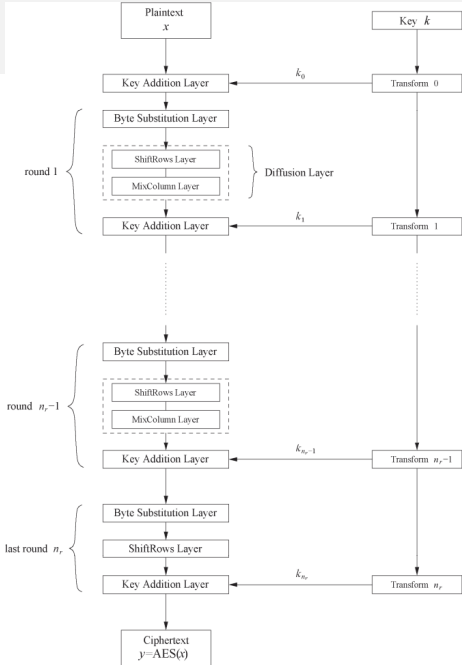 Plaintext
x
Key k
k₀
Key Addition Layer
Transform 0
Byte Substitution Layer
ShiftRows Layer
round 1
Diffusion Layer
MixColumn Layer
k₁
Key Addition Layer
Transform 1
Byte Substitution Layer
ShiftRows Layer
round nᵣ−1
MixColumn Layer
kₙᵣ₋₁
Key Addition Layer
Transform nᵣ−1
Byte Substitution Layer
last round nᵣ
ShiftRows Layer
kₙᵣ
Key Addition Layer
Transform nᵣ
Ciphertext
y=AES(x)